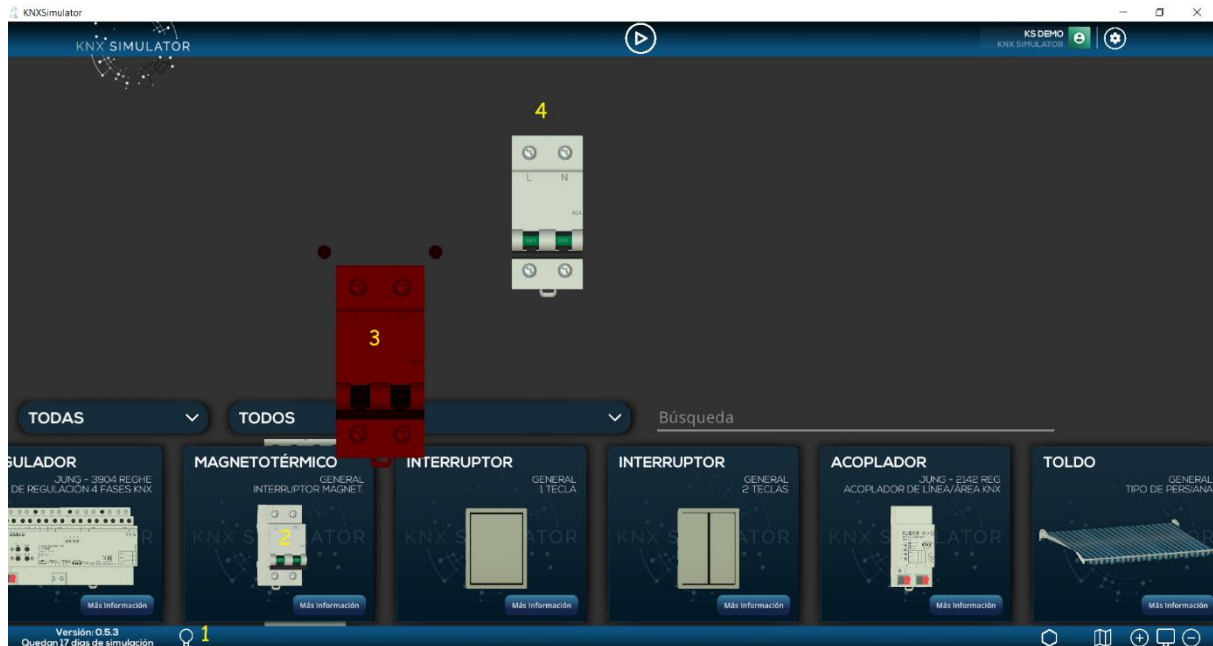 KNXSimulator
KNX SIMULATOR
KS DEMO
KNX SIMULATOR
4
L N
40A
OFF OFF
3
TODAS
TODOS
Búsqueda
GULADOR
JUNG - 3904 REGHE
DE REGULACIÓN 4 FASES KNX
Más Información
MAGNETOTÉRMICO
GENERAL
INTERRUPTOR MAGNET.
2
Más Información
INTERRUPTOR
GENERAL
1 TECLA
Más Información
INTERRUPTOR
GENERAL
2 TECLAS
Más Información
ACOPLADOR
JUNG - 2142 REG
ACOPLADOR DE LÍNEA/ÁREA KNX
Más Información
TOLDO
GENERAL
TIPO DE PERSIANA
Más Información
Versión: 0.5.3
Quedan 17 días de simulación
1